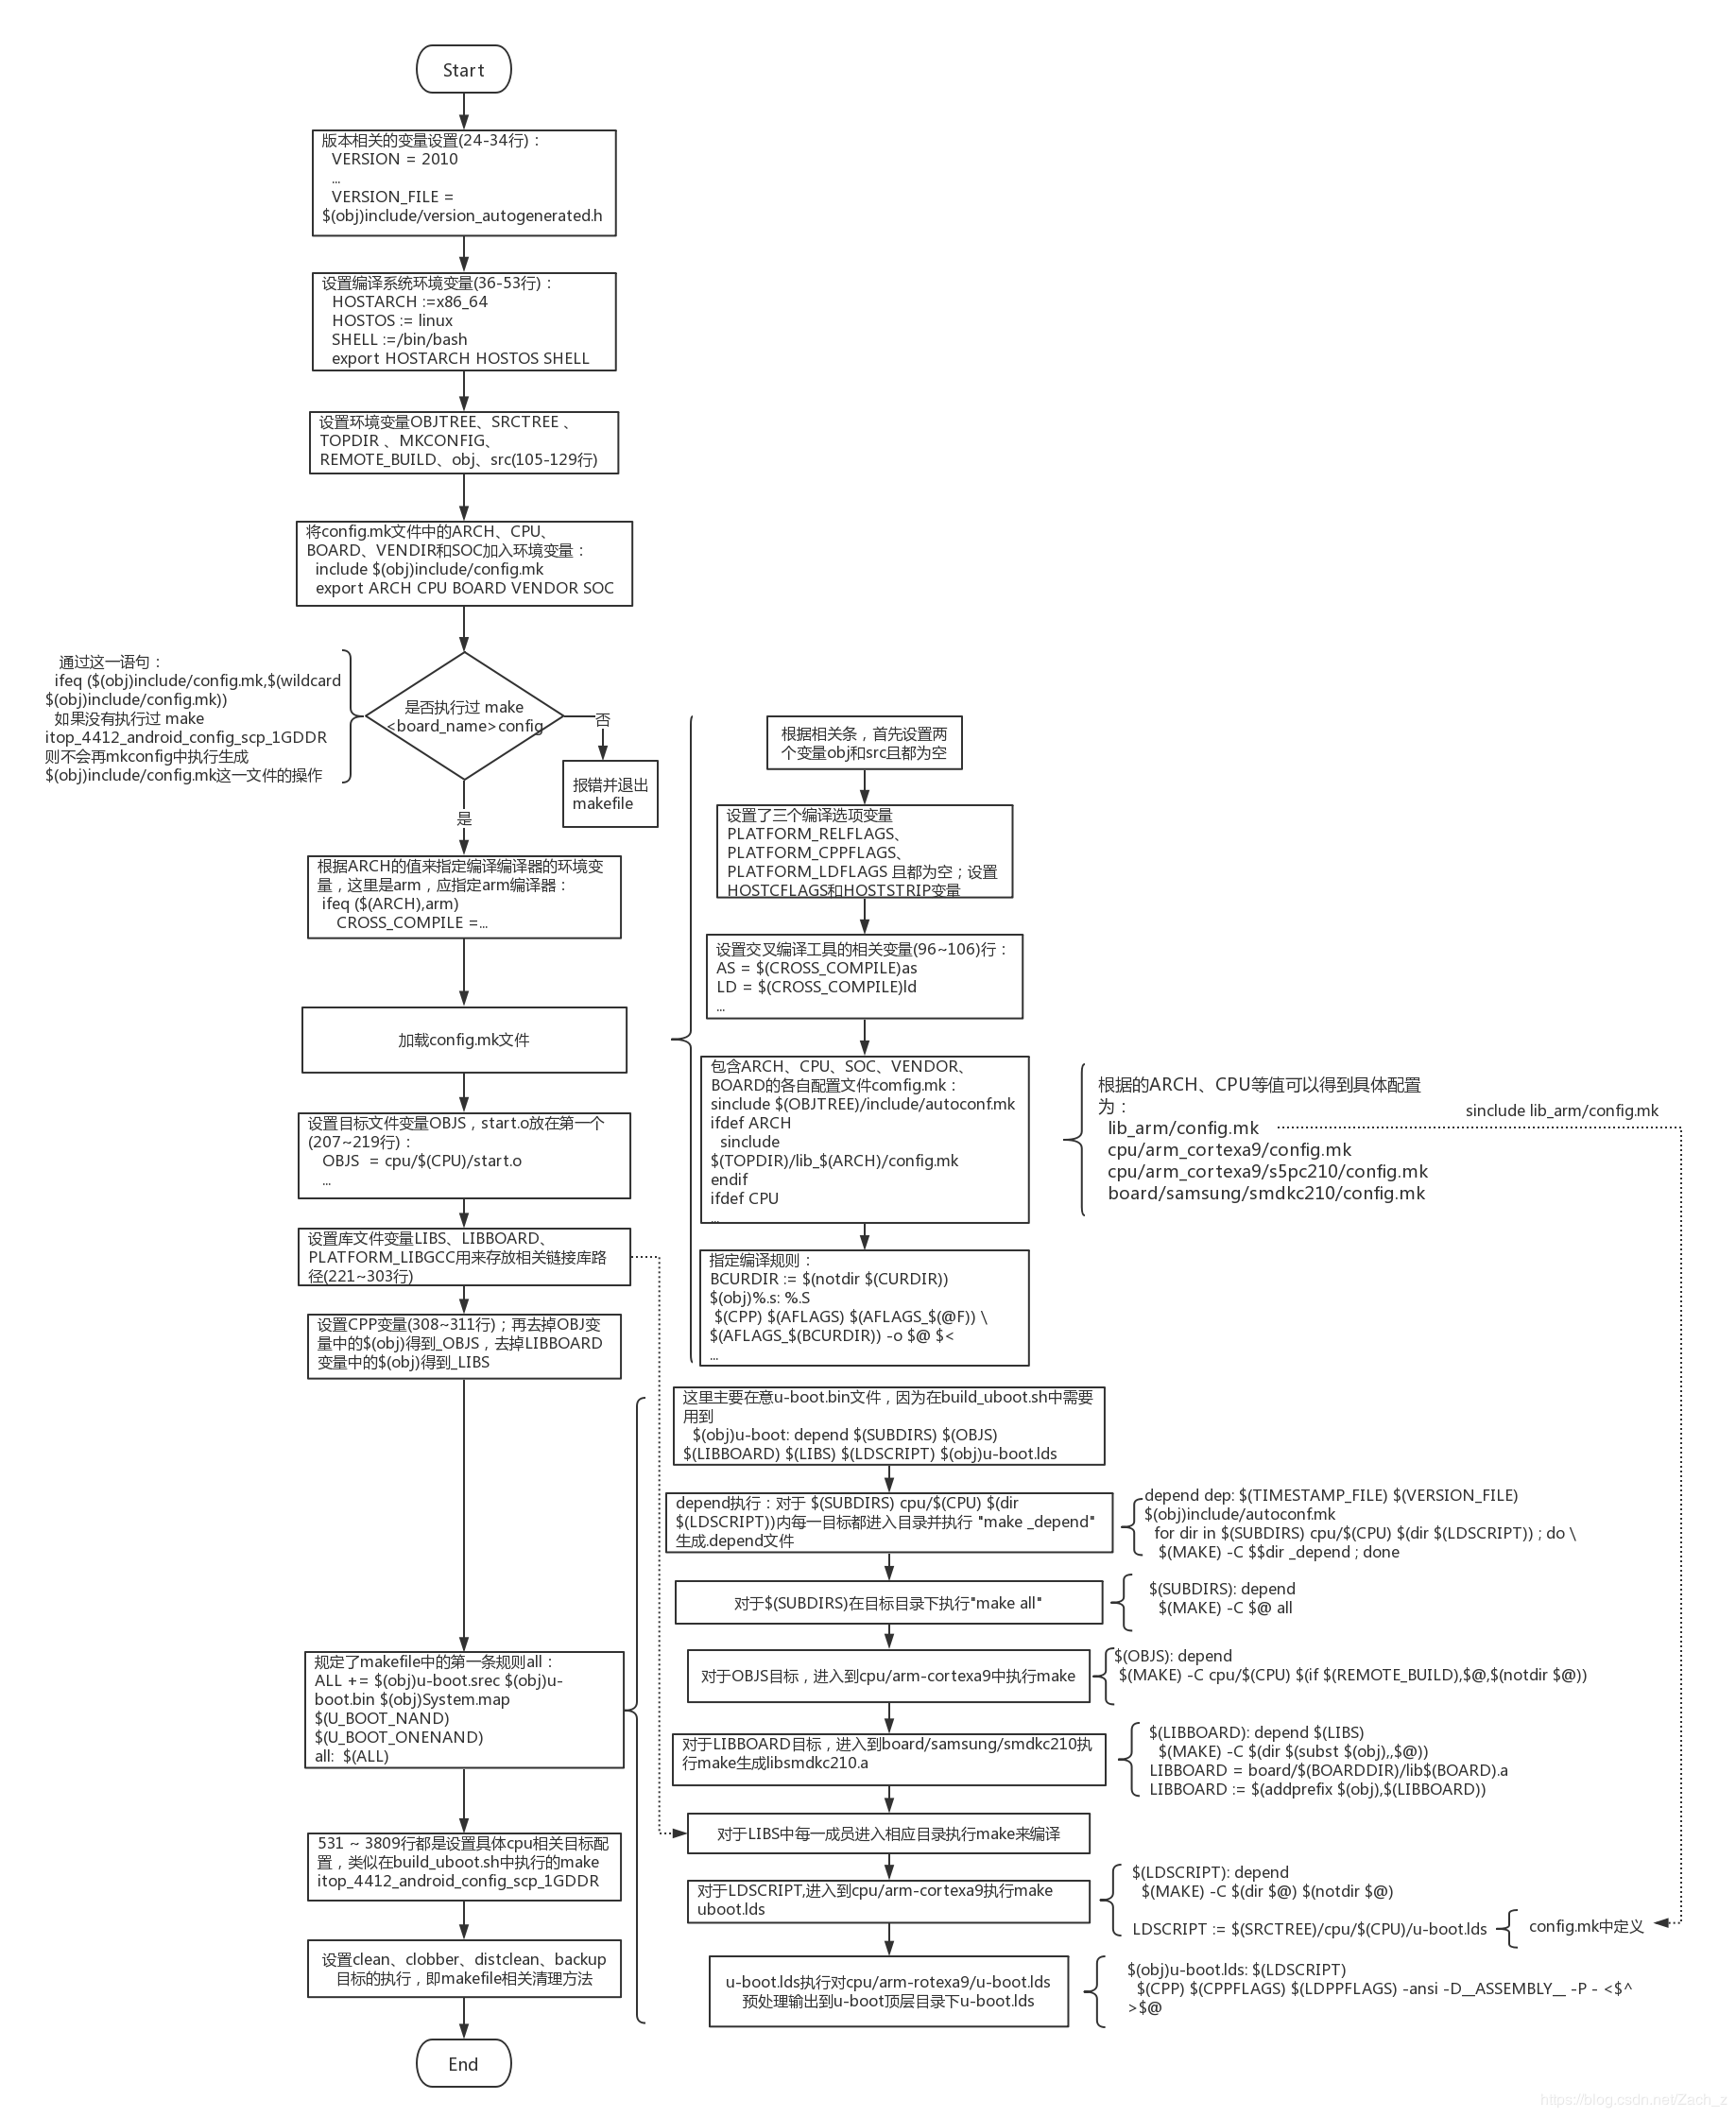 Start
版本相关的变量设置(24-34行)：
VERSION = 2010
...
VERSION_FILE =
$(obj)include/version_autogenerated.h
设置编译系统环境变量(36-53行)：
HOSTARCH :=x86_64
HOSTOS := linux
SHELL :=/bin/bash
export HOSTARCH HOSTOS SHELL
设置环境变量OBJTREE、SRCTREE 、
TOPDIR 、MKCONFIG、
REMOTE_BUILD、obj、src(105-129行)
将config.mk文件中的ARCH、CPU、
BOARD、VENDIR和SOC加入环境变量：
include $(obj)include/config.mk
export ARCH CPU BOARD VENDOR SOC
通过这一语句：
ifeq ($(obj)include/config.mk,$(wildcard
$(obj)include/config.mk))
如果没有执行过 make
itop_4412_android_config_scp_1GDDR
则不会再mkconfig中执行生成
$(obj)include/config.mk这一文件的操作
是否执行过 make
<board_name>config
否
报错并退出
makefile
是
根据ARCH的值来指定编译编译器的环境变
量，这里是arm，应指定arm编译器：
ifeq ($(ARCH),arm)
CROSS_COMPILE =...
加载config.mk文件
设置目标文件变量OBJS，start.o放在第一个
(207~219行)：
OBJS  = cpu/$(CPU)/start.o
...
设置库文件变量LIBS、LIBBOARD、
PLATFORM_LIBGCC用来存放相关链接库路
径(221~303行)
设置CPP变量(308~311行)；再去掉OBJ变
量中的$(obj)得到_OBJS，去掉LIBBOARD
变量中的$(obj)得到_LIBS
规定了makefile中的第一条规则all：
ALL += $(obj)u-boot.srec $(obj)u-
boot.bin $(obj)System.map
$(U_BOOT_NAND)
$(U_BOOT_ONENAND)
all:  $(ALL)
531 ~ 3809行都是设置具体cpu相关目标配
置，类似在build_uboot.sh中执行的make
itop_4412_android_config_scp_1GDDR
设置clean、clobber、distclean、backup
目标的执行，即makefile相关清理方法
End
根据相关条，首先设置两
个变量obj和src且都为空
设置了三个编译选项变量
PLATFORM_RELFLAGS、
PLATFORM_CPPFLAGS、
PLATFORM_LDFLAGS 且都为空；设置
HOSTCFLAGS和HOSTSTRIP变量
设置交叉编译工具的相关变量(96~106)行：
AS = $(CROSS_COMPILE)as
LD = $(CROSS_COMPILE)ld
...
包含ARCH、CPU、SOC、VENDOR、
BOARD的各自配置文件comfig.mk：
sinclude $(OBJTREE)/include/autoconf.mk
ifdef ARCH
sinclude
$(TOPDIR)/lib_$(ARCH)/config.mk
endif
ifdef CPU
...
根据的ARCH、CPU等值可以得到具体配置
为：
lib_arm/config.mk
cpu/arm_cortexa9/config.mk
cpu/arm_cortexa9/s5pc210/config.mk
board/samsung/smdkc210/config.mk
sinclude lib_arm/config.mk
指定编译规则：
BCURDIR := $(notdir $(CURDIR))
$(obj)%.s: %.S
$(CPP) $(AFLAGS) $(AFLAGS_$(@F)) \
$(AFLAGS_$(BCURDIR)) -o $@ $<
...
这里主要在意u-boot.bin文件，因为在build_uboot.sh中需要
用到
$(obj)u-boot: depend $(SUBDIRS) $(OBJS)
$(LIBBOARD) $(LIBS) $(LDSCRIPT) $(obj)u-boot.lds
depend执行：对于 $(SUBDIRS) cpu/$(CPU) $(dir
$(LDSCRIPT))内每一目标都进入目录并执行 "make _depend"
生成.depend文件
depend dep: $(TIMESTAMP_FILE) $(VERSION_FILE)
$(obj)include/autoconf.mk
for dir in $(SUBDIRS) cpu/$(CPU) $(dir $(LDSCRIPT)) ; do \
$(MAKE) -C $$dir _depend ; done
对于$(SUBDIRS)在目标目录下执行"make all"
$(SUBDIRS): depend
$(MAKE) -C $@ all
对于OBJS目标，进入到cpu/arm-cortexa9中执行make
$(OBJS): depend
$(MAKE) -C cpu/$(CPU) $(if $(REMOTE_BUILD),$@,$(notdir $@))
对于LIBBOARD目标，进入到board/samsung/smdkc210执
行make生成libsmdkc210.a
$(LIBBOARD): depend $(LIBS)
$(MAKE) -C $(dir $(subst $(obj),,$@))
LIBBOARD = board/$(BOARDDIR)/lib$(BOARD).a
LIBBOARD := $(addprefix $(obj),$(LIBBOARD))
对于LIBS中每一成员进入相应目录执行make来编译
对于LDSCRIPT,进入到cpu/arm-cortexa9执行make
uboot.lds
$(LDSCRIPT): depend
$(MAKE) -C $(dir $@) $(notdir $@)
LDSCRIPT := $(SRCTREE)/cpu/$(CPU)/u-boot.lds
config.mk中定义
u-boot.lds执行对cpu/arm-rotexa9/u-boot.lds
预处理输出到u-boot顶层目录下u-boot.lds
$(obj)u-boot.lds: $(LDSCRIPT)
$(CPP) $(CPPFLAGS) $(LDPPFLAGS) -ansi -D__ASSEMBLY__ -P - <$^
>$@
https://blog.csdn.net/Zach_z